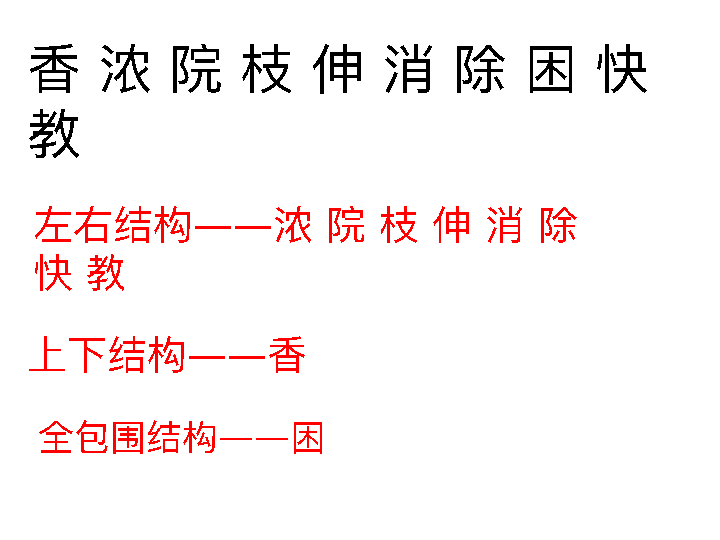 香 浓 院 枝 伸 消 除 困 快
教
左右结构——浓 院 枝 伸 消 除
快 教
上下结构——香
全包围结构——困